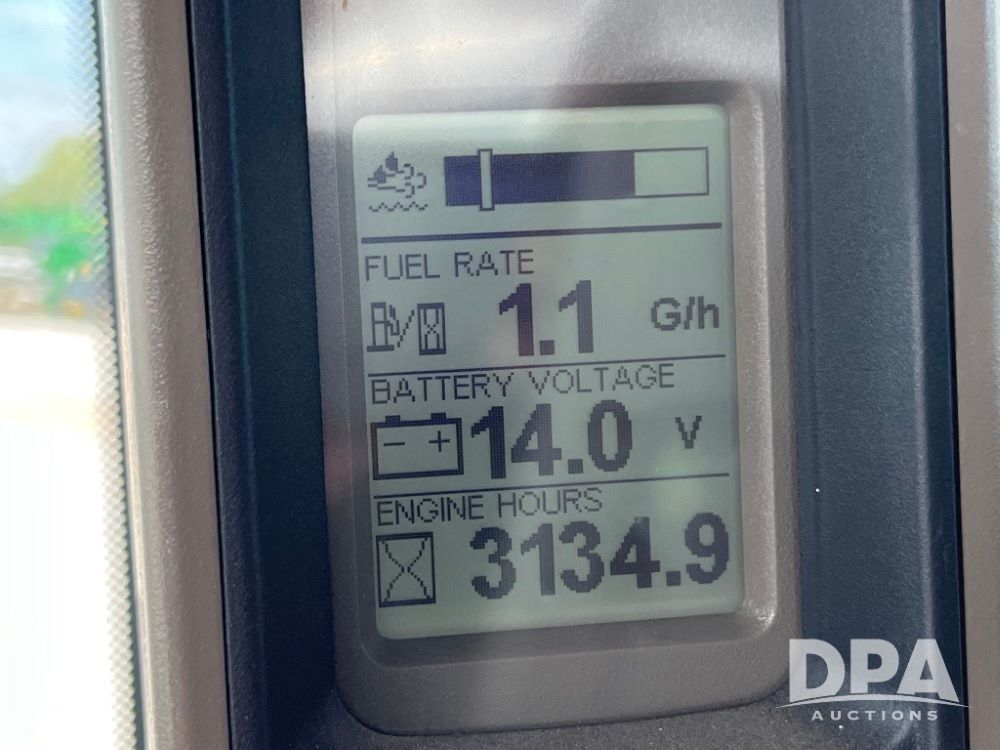 FUEL RATE
1.1 G/h
BATTERY VOLTAGE
- + 14.0 V
ENGINE HOURS
3134.9
DPA
AUCTIONS